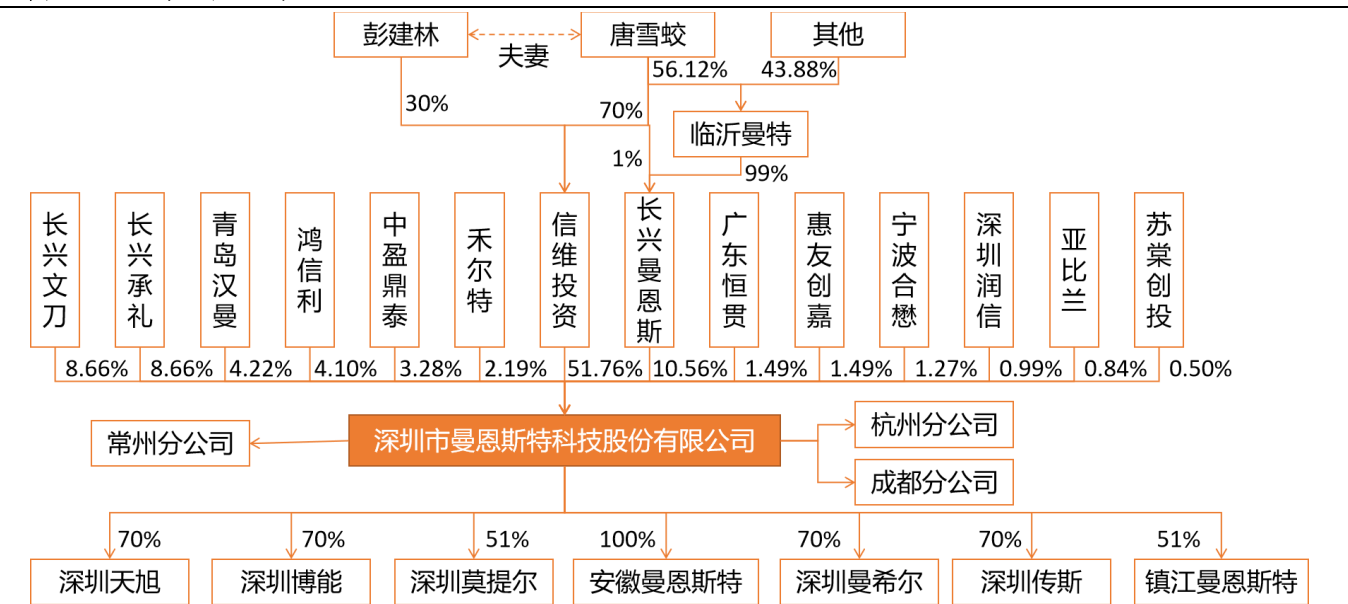 彭建林
唐雪蛟
其他
夫妻
56.12%
43.88%
30%
70%
临沂曼特
1%
99%
长兴文刀
长兴承礼
青岛汉曼
鸿信利
中盈鼎泰
禾尔特
信维投资
长兴曼恩斯
广东恒贯
惠友创嘉
宁波合懋
深圳润信
亚比兰
苏棠创投
8.66%
8.66%
4.22%
4.10%
3.28%
2.19%
51.76%
10.56%
1.49%
1.49%
1.27%
0.99%
0.84%
0.50%
常州分公司
深圳市曼恩斯特科技股份有限公司
杭州分公司
成都分公司
70%
70%
51%
100%
70%
70%
51%
深圳天旭
深圳博能
深圳莫提尔
安徽曼恩斯特
深圳曼希尔
深圳传斯
镇江曼恩斯特